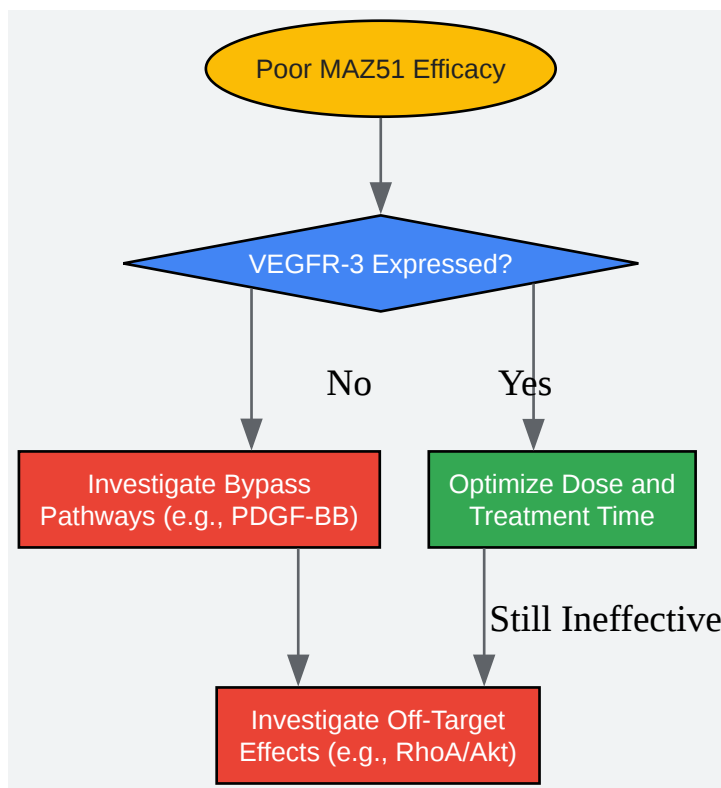 Poor MAZ51 Efficacy
VEGFR-3 Expressed?
No
Yes
Investigate Bypass
Pathways (e.g., PDGF-BB)
Optimize Dose and
Treatment Time
Still Ineffective
Investigate Off-Target
Effects (e.g., RhoA/Akt)